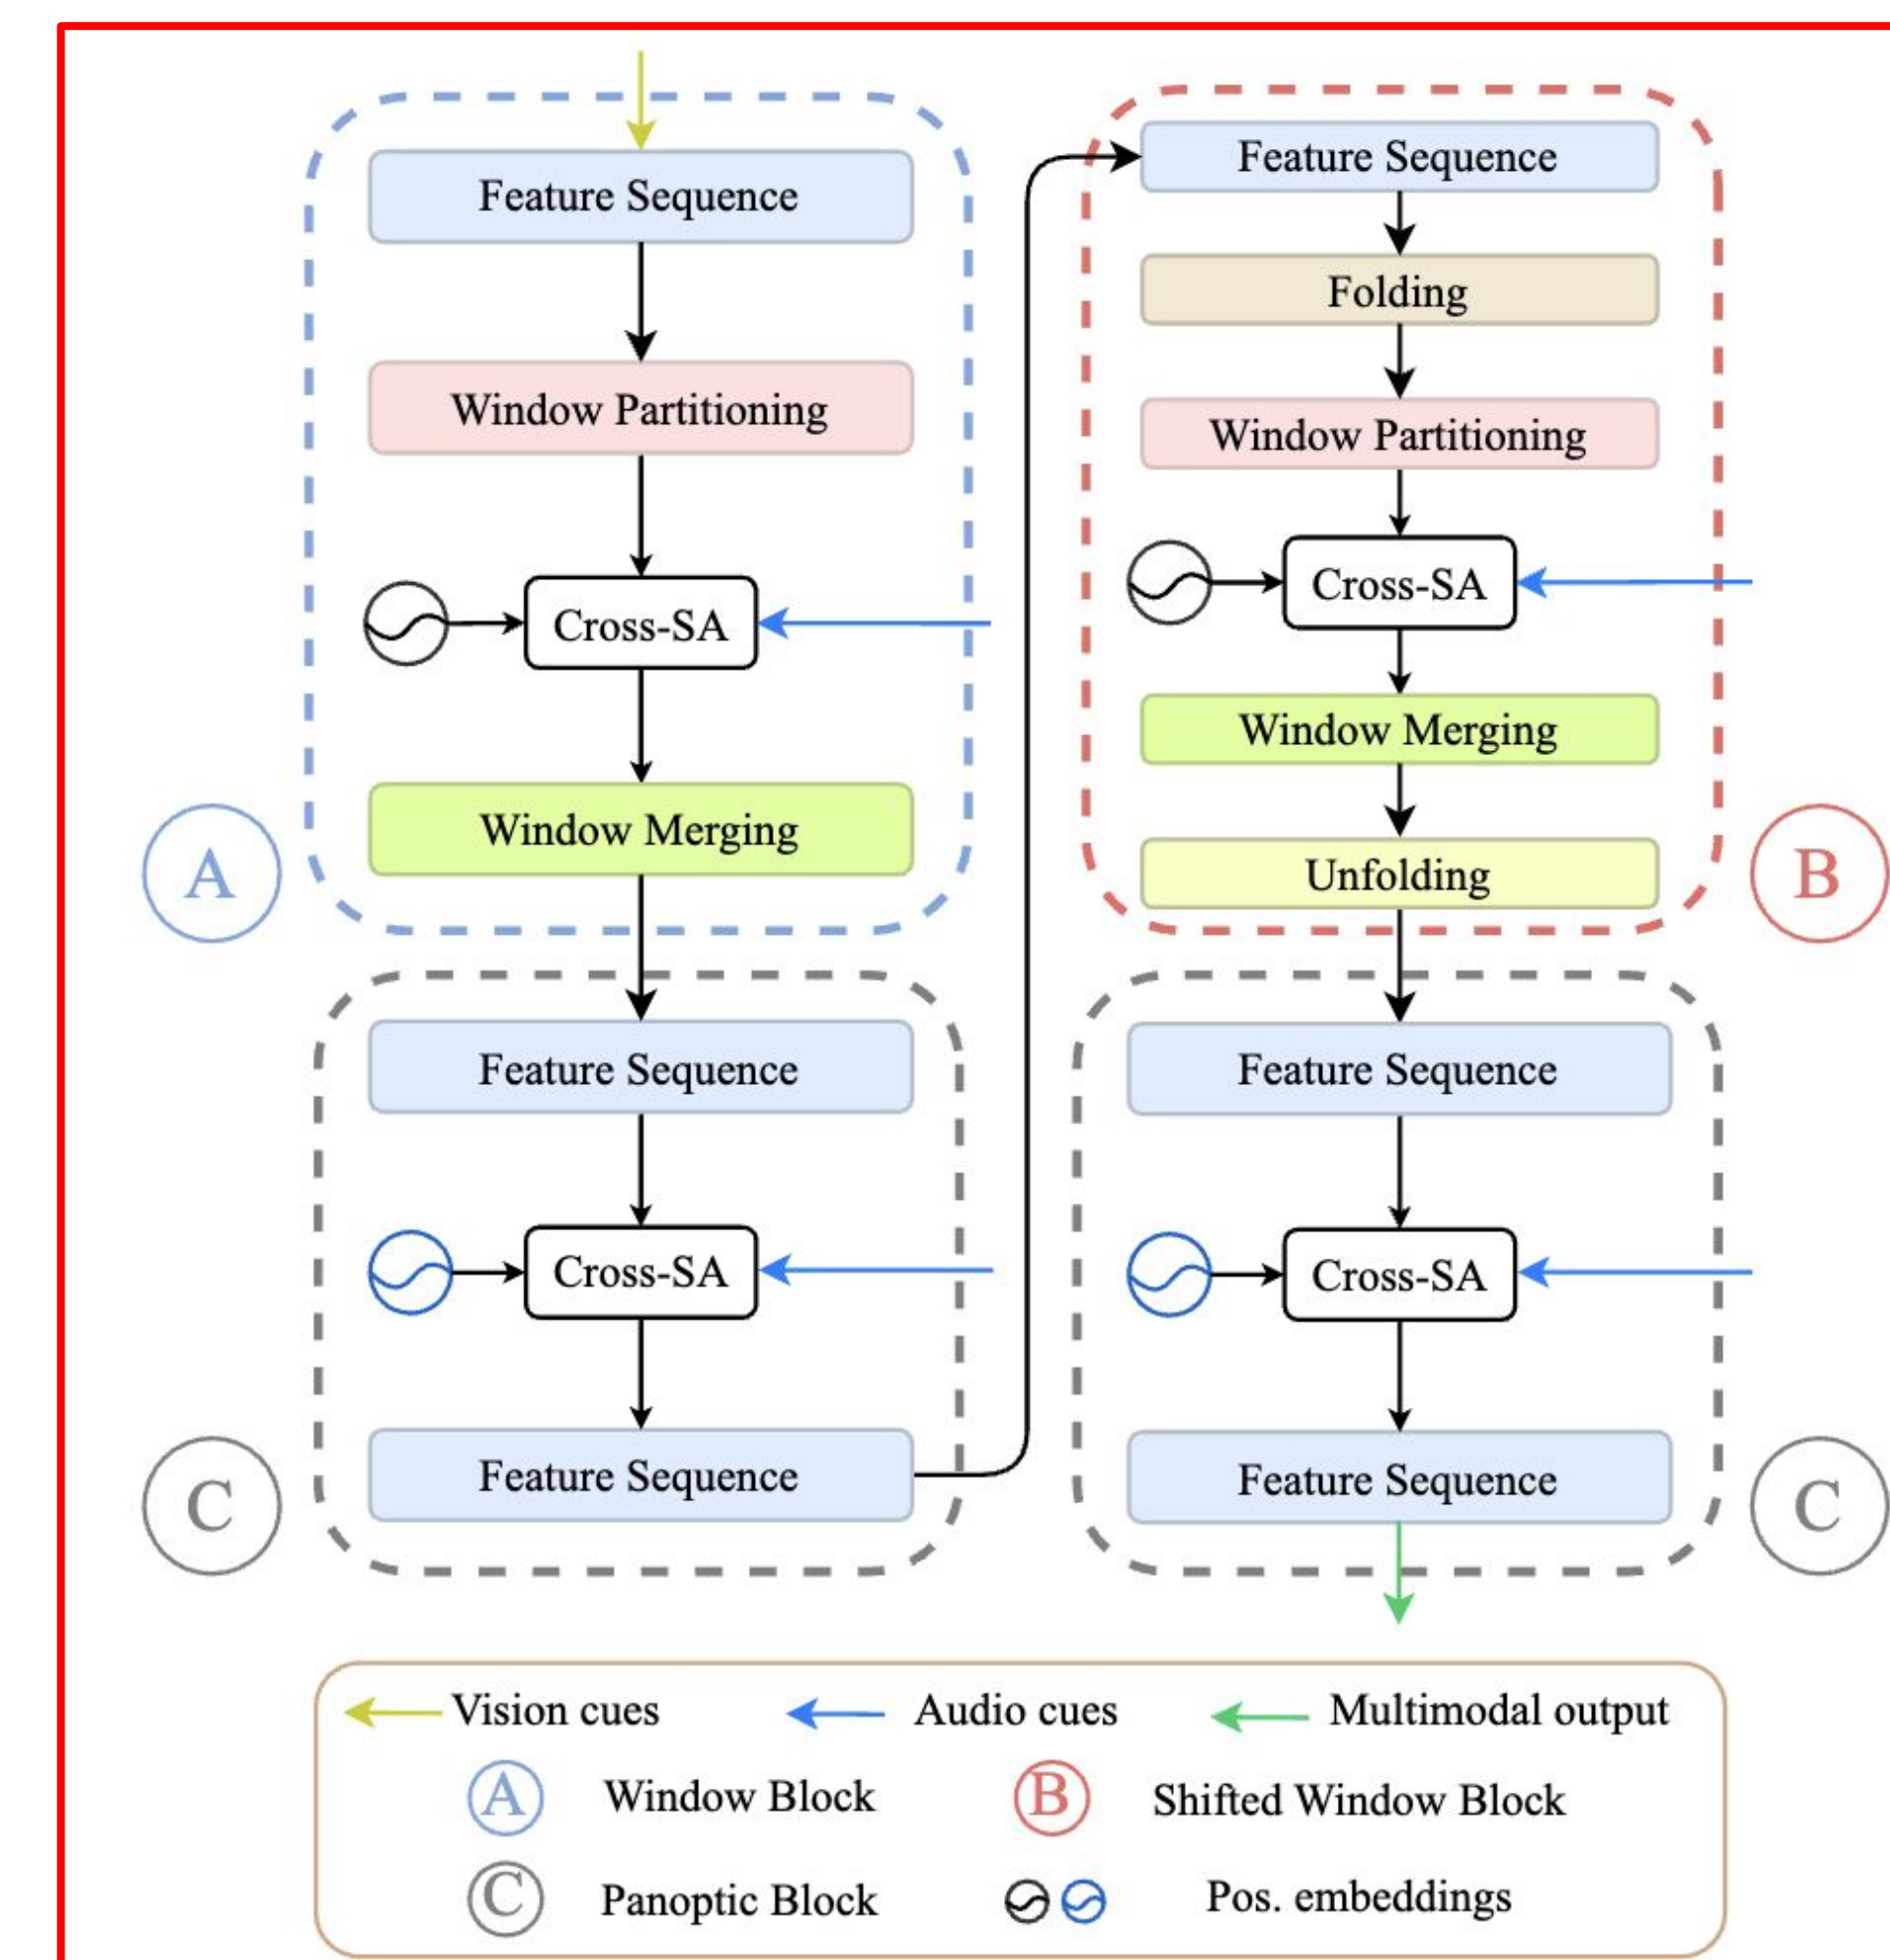 Feature Sequence
Window Partitioning
Cross-SA
Window Merging
A
Feature Sequence
Cross-SA
Feature Sequence
C
Feature Sequence
Folding
Window Partitioning
Cross-SA
Window Merging
Unfolding
B
Feature Sequence
Cross-SA
Feature Sequence
C
Vision cues Audio cues Multimodal output
A Window Block B Shifted Window Block
C Panoptic Block Pos. embeddings